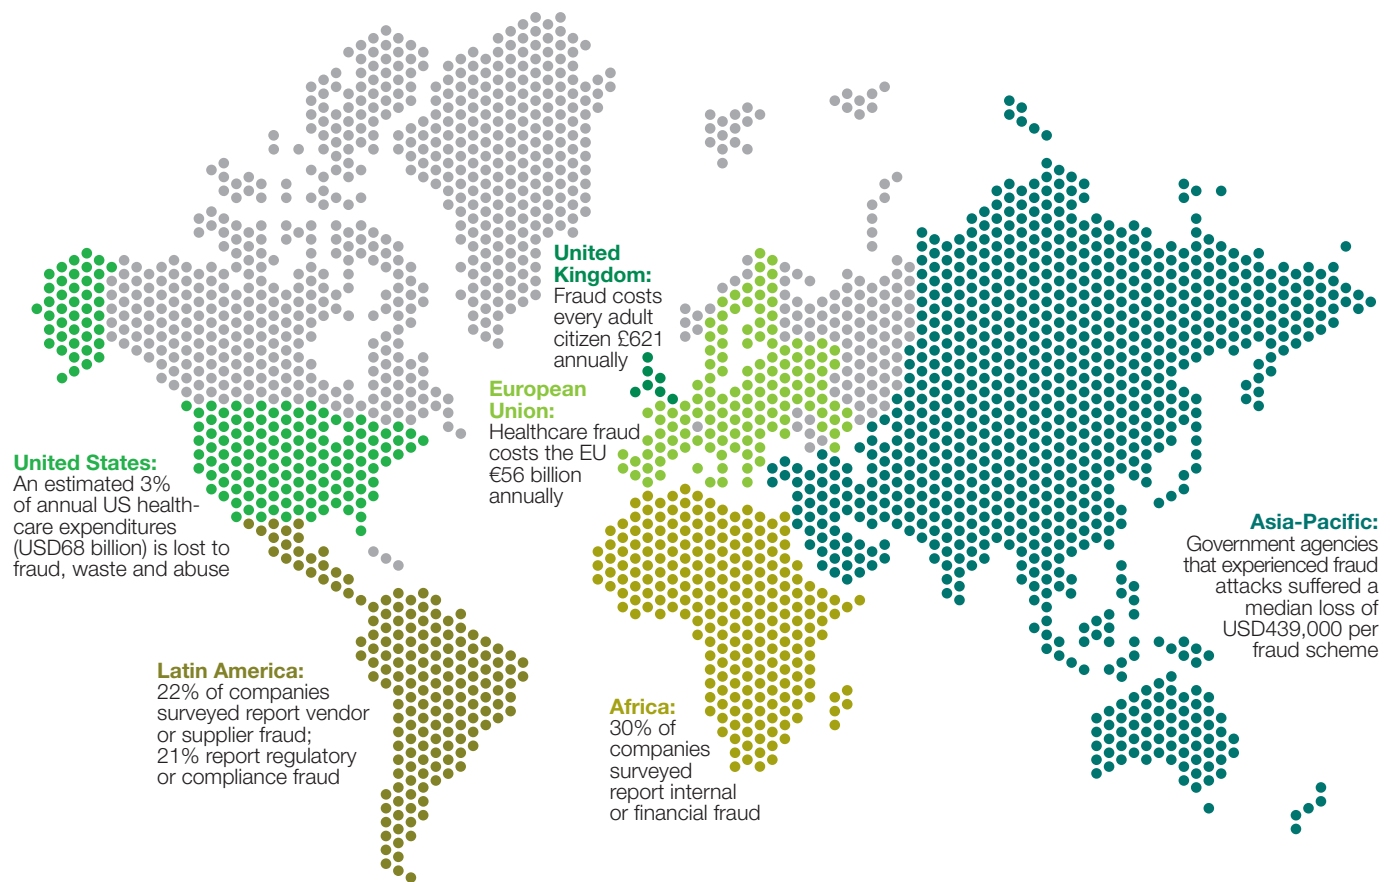 United
Kingdom:
Fraud costs
every adult
citizen £621
annually
European
Union:
Healthcare fraud
costs the EU
€56 billion
annually
United States:
An estimated 3%
of annual US health-
care expenditures
(USD68 billion) is lost to
fraud, waste and abuse
Asia-Pacific:
Government agencies
that experienced fraud
attacks suffered a
median loss of
USD439,000 per
fraud scheme
Latin America:
22% of companies
surveyed report vendor
or supplier fraud;
21% report regulatory
or compliance fraud
Africa:
30% of
companies
surveyed
report internal
or financial fraud